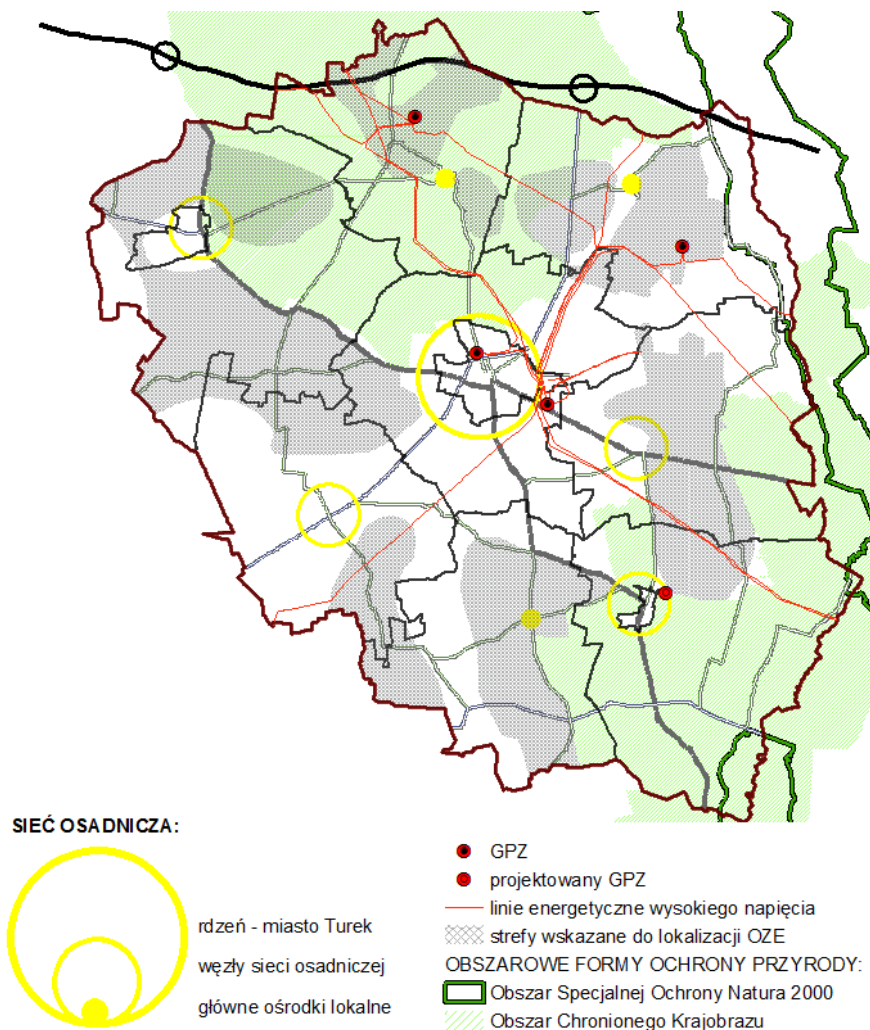 SIEĆ OSADNICZA:
rdzeń - miasto Turek
węzły sieci osadniczej
główne ośrodki lokalne
GPZ
projektowany GPZ
linie energetyczne wysokiego napięcia
strefy wskazane do lokalizacji OZE
OBSZAROWE FORMY OCHRONY PRZYRODY:
Obszar Specjalnej Ochrony Natura 2000
Obszar Chronionego Krajobrazu